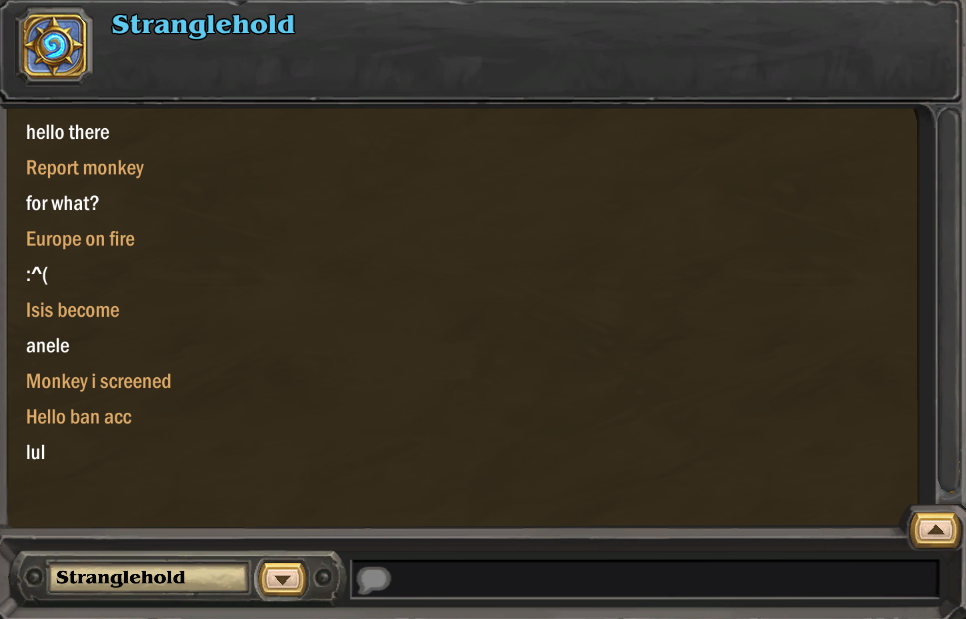 Stranglehold
hello there
Report monkey
for what?
Europe on fire
:^(
Isis become
anele
Monkey i screened
Hello ban acc
lul
Stranglehold